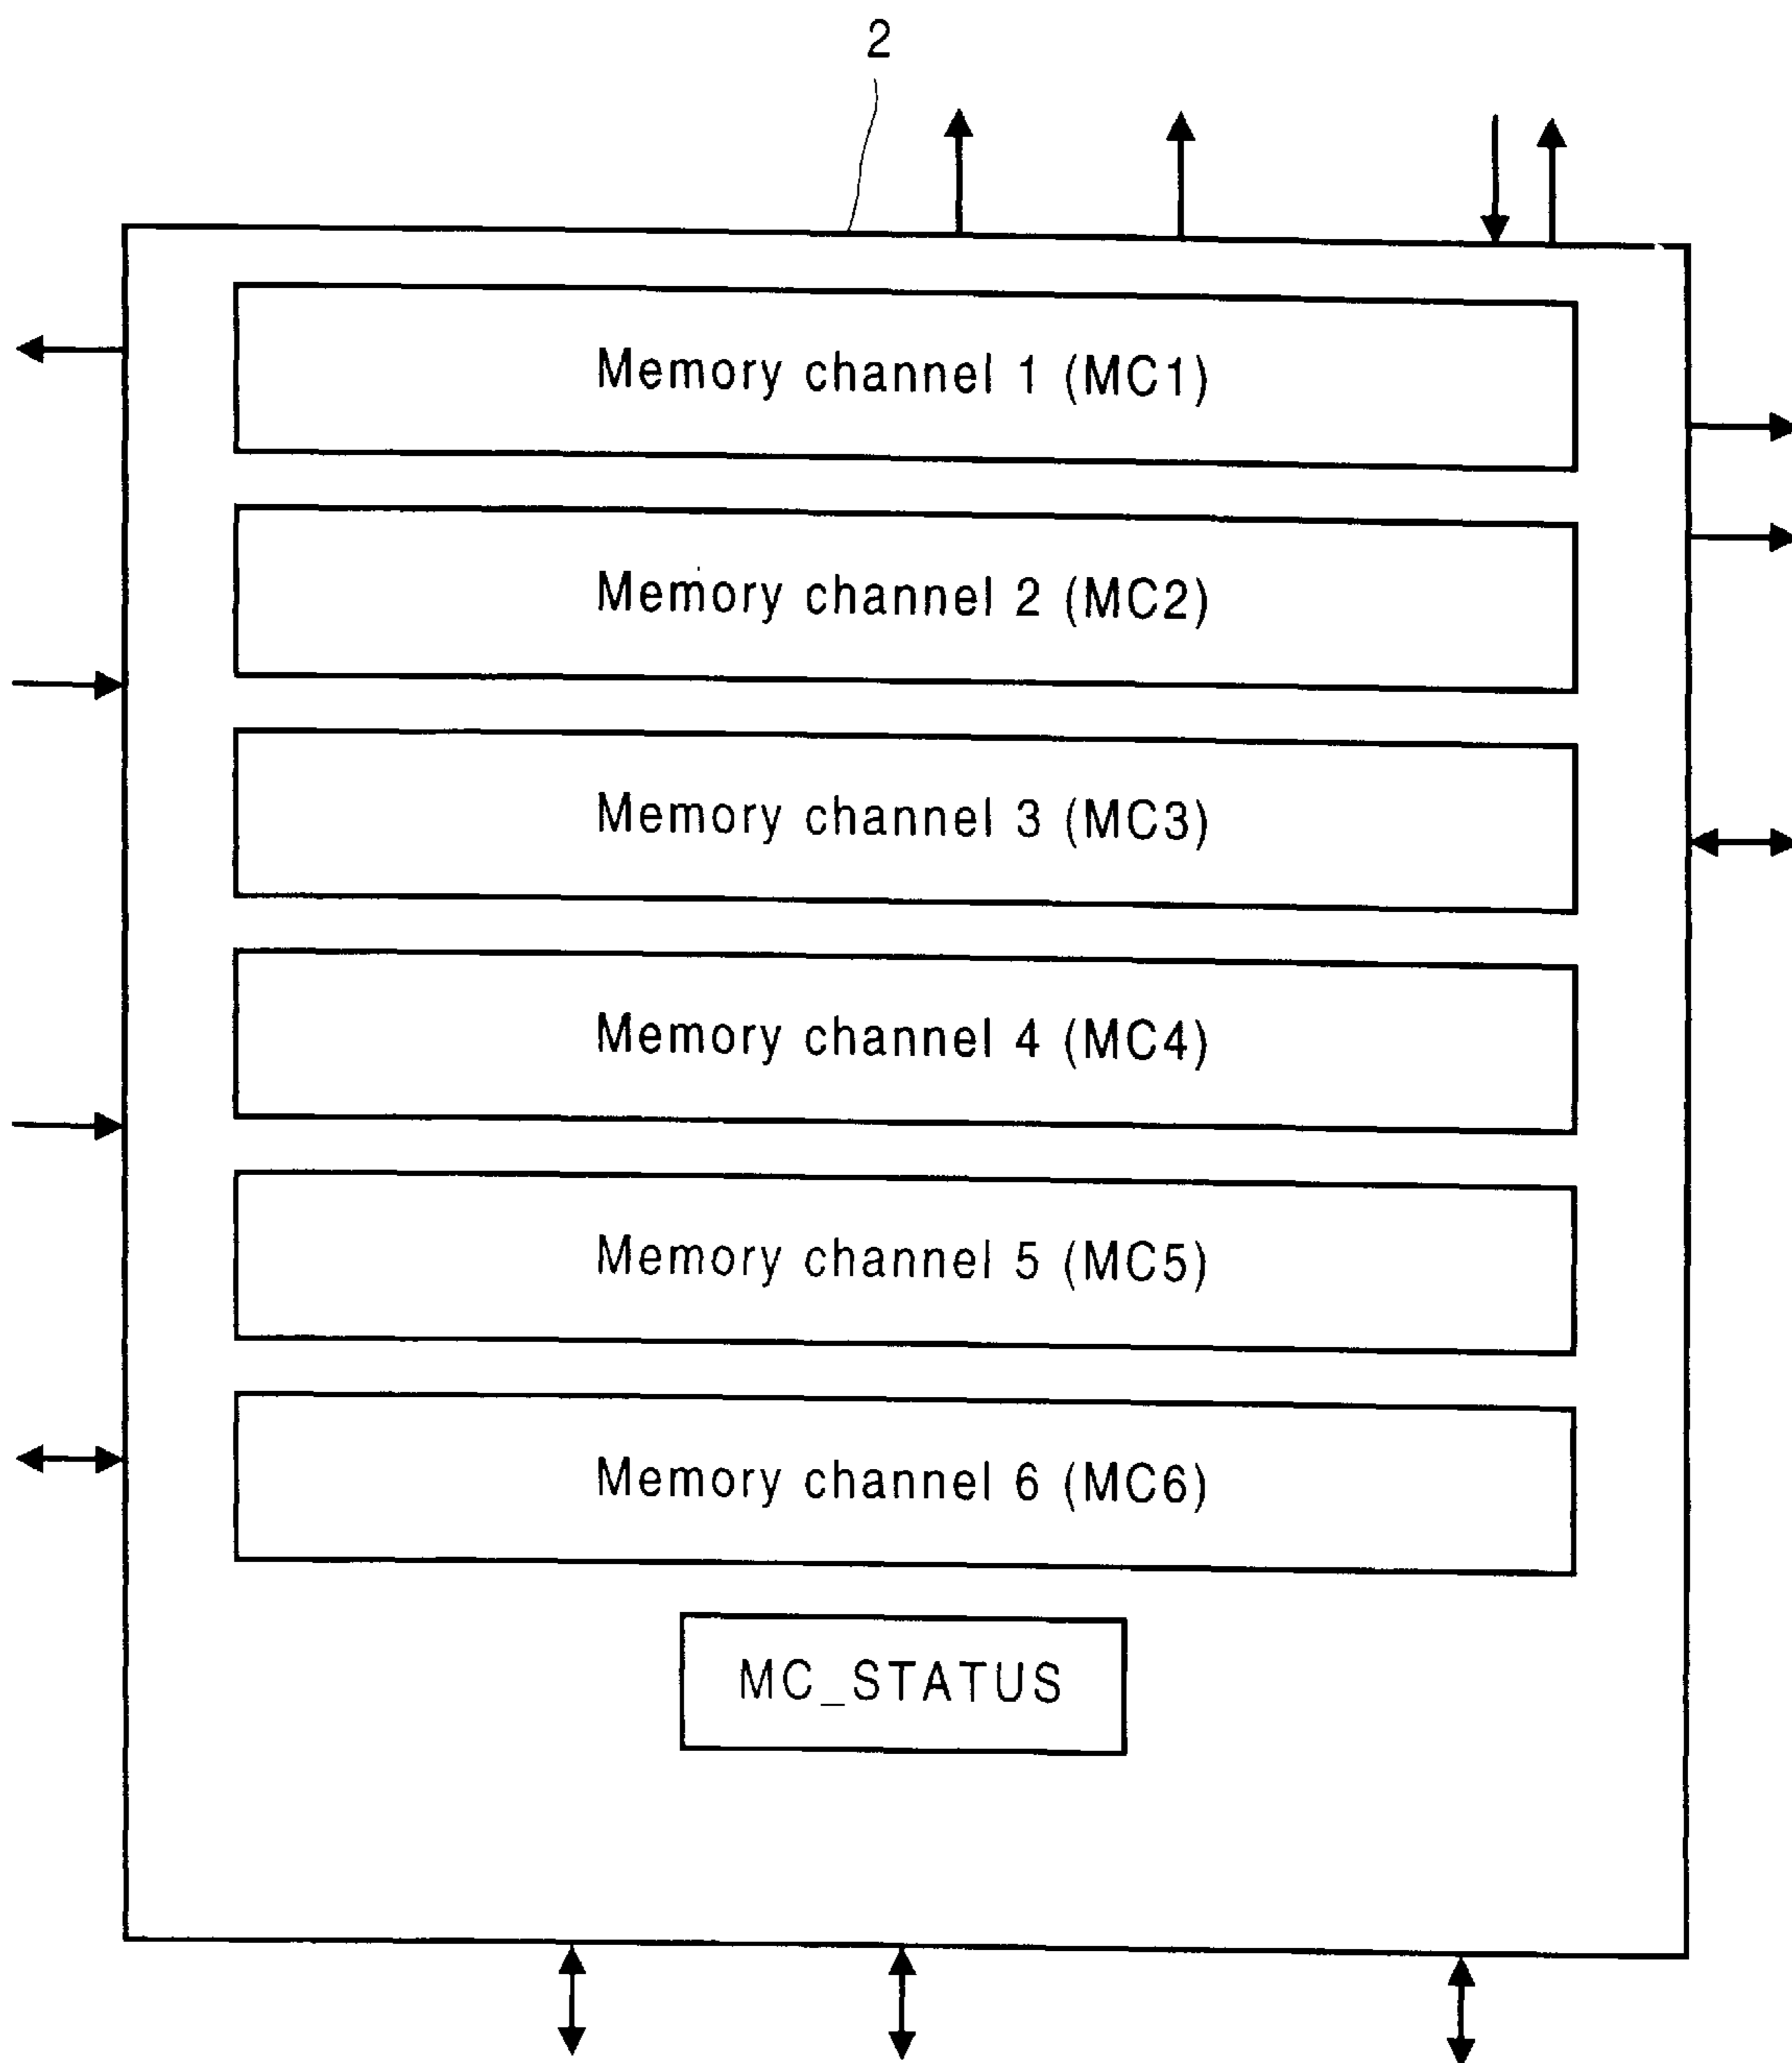 2
Memory channel 1 (MC1)
Memory channel 2 (MC2)
Memory channel 3 (MC3)
Memory channel 4 (MC4)
Memory channel 5 (MC5)
Memory channel 6 (MC6)
MC_STATUS